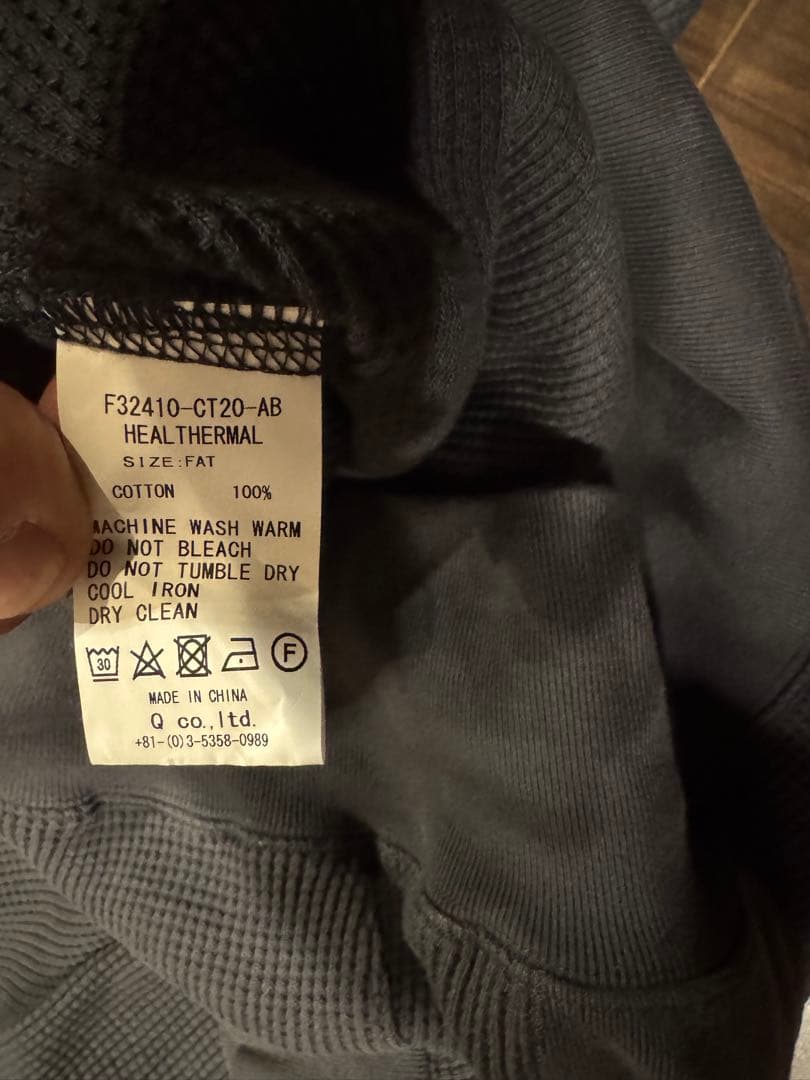 F32410-CT20-AB
HEALTHERMAL
SIZE:FAT
COTTON 100%
MACHINE WASH WARM
DO NOT BLEACH
DO NOT TUMBLE DRY
COOL IRON
DRY CLEAN
30 F
MADE IN CHINA
Q co.,ltd.
+81-(0)3-5358-0989